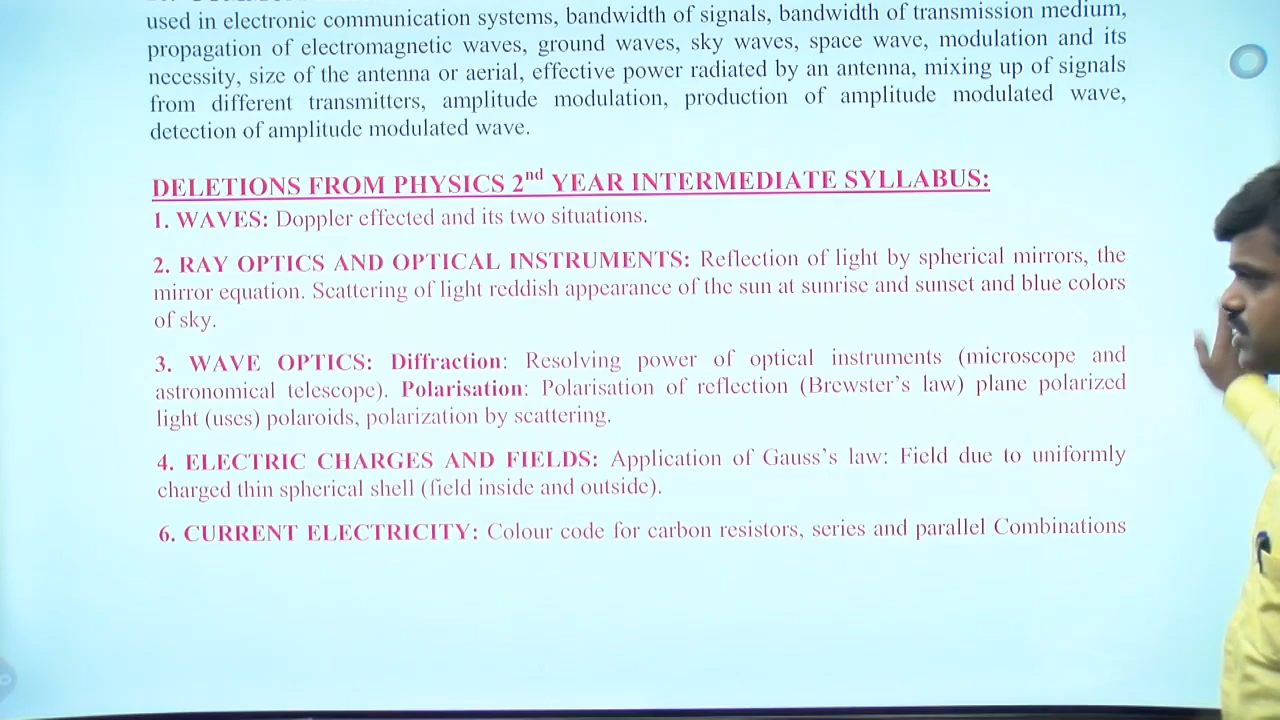 used in electronic communication systems, bandwidth of signals, bandwidth of transmission medium,
propagation of electromagnetic waves, ground waves, sky waves, space wave, modulation and its
necessity, size of the antenna or aerial, effective power radiated by an antenna, mixing up of signals
from different transmitters, amplitude modulation, production of amplitude modulated wave,
detection of amplitude modulated wave.
DELETIONS FROM PHYSICS 2nd YEAR INTERMEDIATE SYLLABUS:
1. WAVES: Doppler effected and its two situations.
2. RAY OPTICS AND OPTICAL INSTRUMENTS: Reflection of light by spherical mirrors, the
mirror equation. Scattering of light reddish appearance of the sun at sunrise and sunset and blue colors
of sky.
3. WAVE OPTICS: Diffraction: Resolving power of optical instruments (microscope and
astronomical telescope). Polarisation: Polarisation of reflection (Brewster's law) plane polarized
light (uses) polaroids, polarization by scattering.
4. ELECTRIC CHARGES AND FIELDS: Application of Gauss's law: Field due to uniformly
charged thin spherical shell (field inside and outside).
6. CURRENT ELECTRICITY: Colour code for carbon resistors, series and parallel Combinations